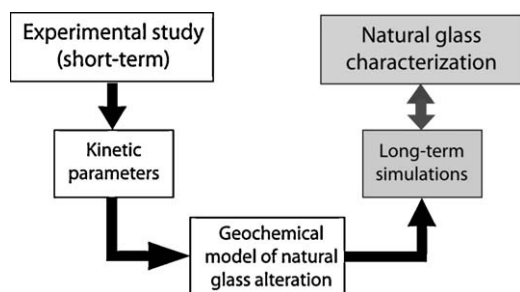 Experimental study
(short-term)
Natural glass
characterization
Kinetic
parameters
Long-term
simulations
Geochemical
model of natural
glass alteration